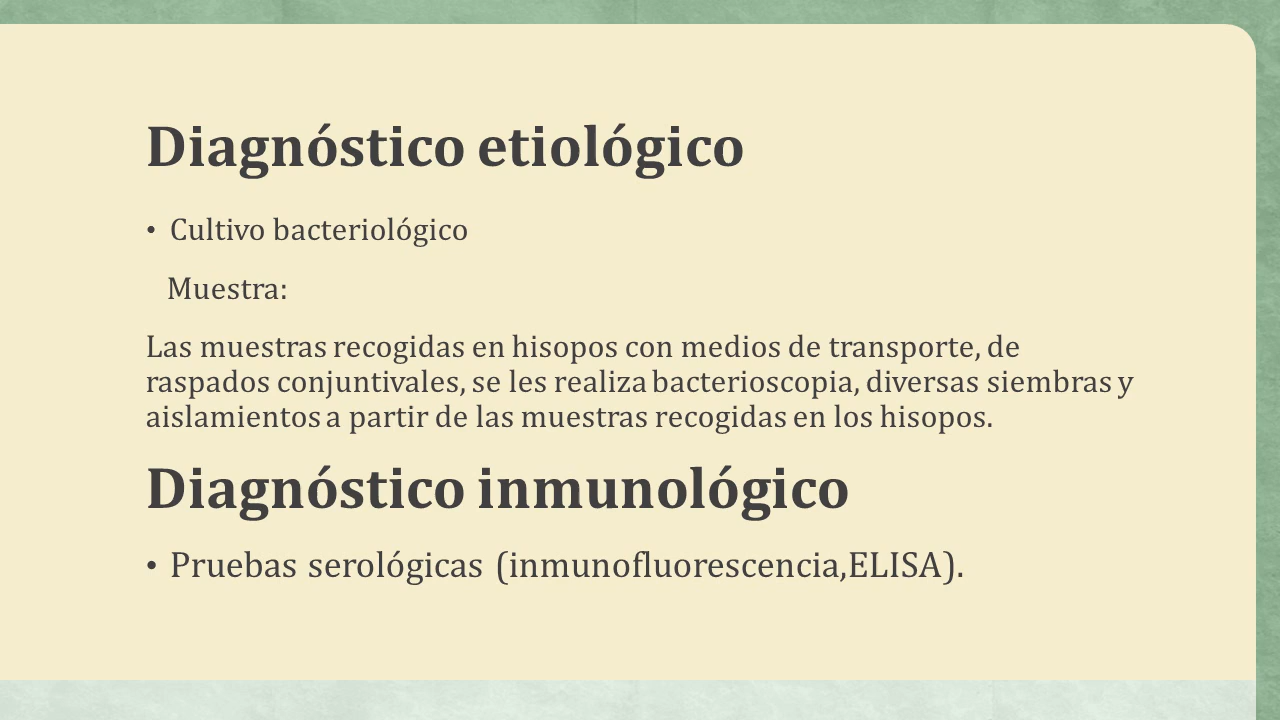 Diagnóstico etiológico
• Cultivo bacteriológico
Muestra:
Las muestras recogidas en hisopos con medios de transporte, de
raspados conjuntivales, se les realiza bacterioscopia, diversas siembras y
aislamientos a partir de las muestras recogidas en los hisopos.
Diagnóstico inmunológico
• Pruebas serológicas (inmunofluorescencia,ELISA).